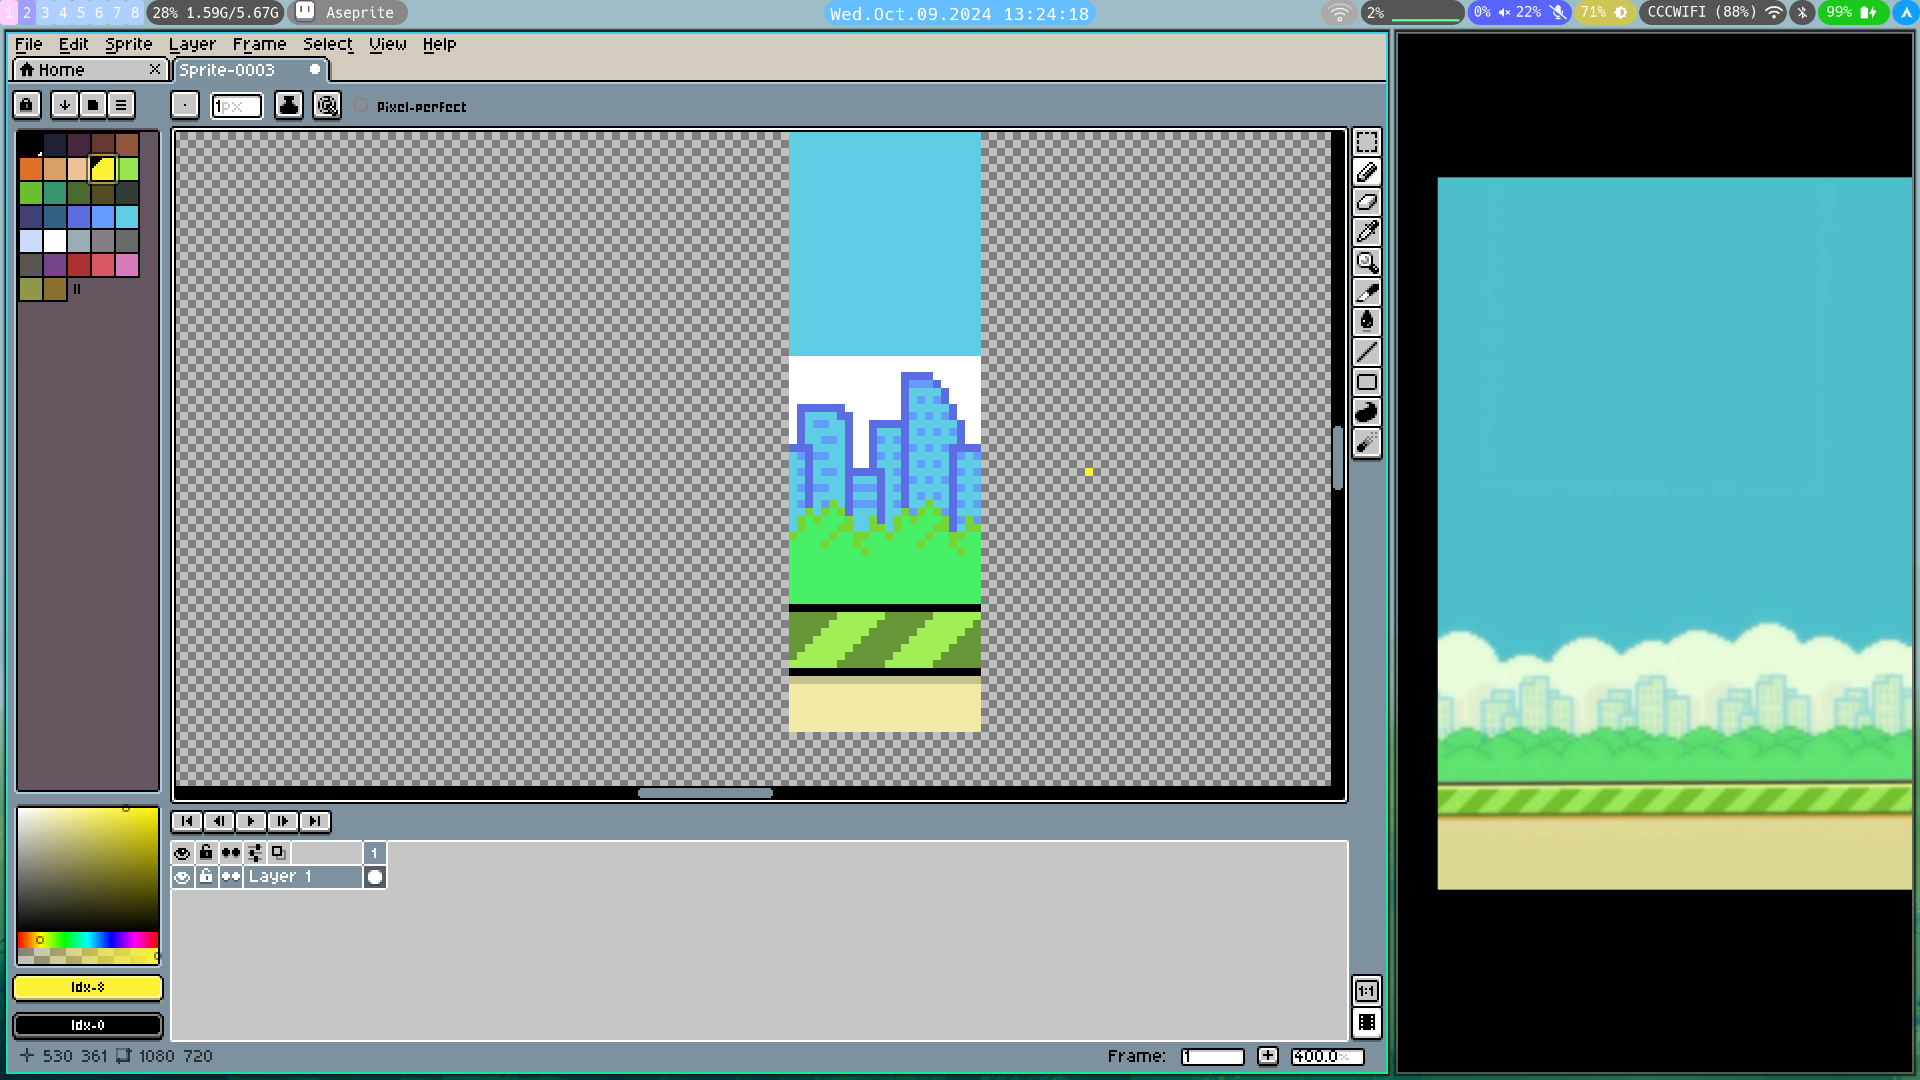 1 2 3 4 5 6 7 8 28% 1.59G/5.67G Aseprite Wed.Oct.09.2024 13:24:18 2% 0% 22% 71% CCCWIFI (88%) 99%
File Edit Sprite Layer Frame Select View Help
Home Sprite-0003
1px Pixel-perfect
1
Layer 1
Idx-8
1:1
Idx-0
530 361 1080 720 Frame: 1 + 400.0%